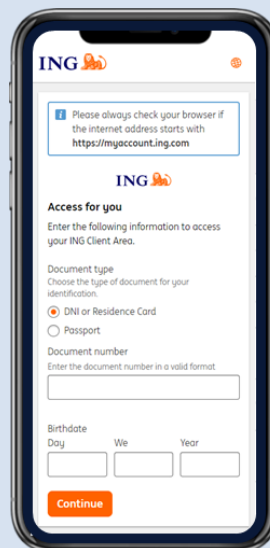 ING
Please always check your browser if
the internet address starts with
https://myaccount.ing.com
ING
Access for you
Enter the following information to access
your ING Client Area.
Document type
Choose the type of document for your
identification.
DNI or Residence Card
Passport
Document number
Enter the document number in a valid format
Birthdate
Day We Year
Continue